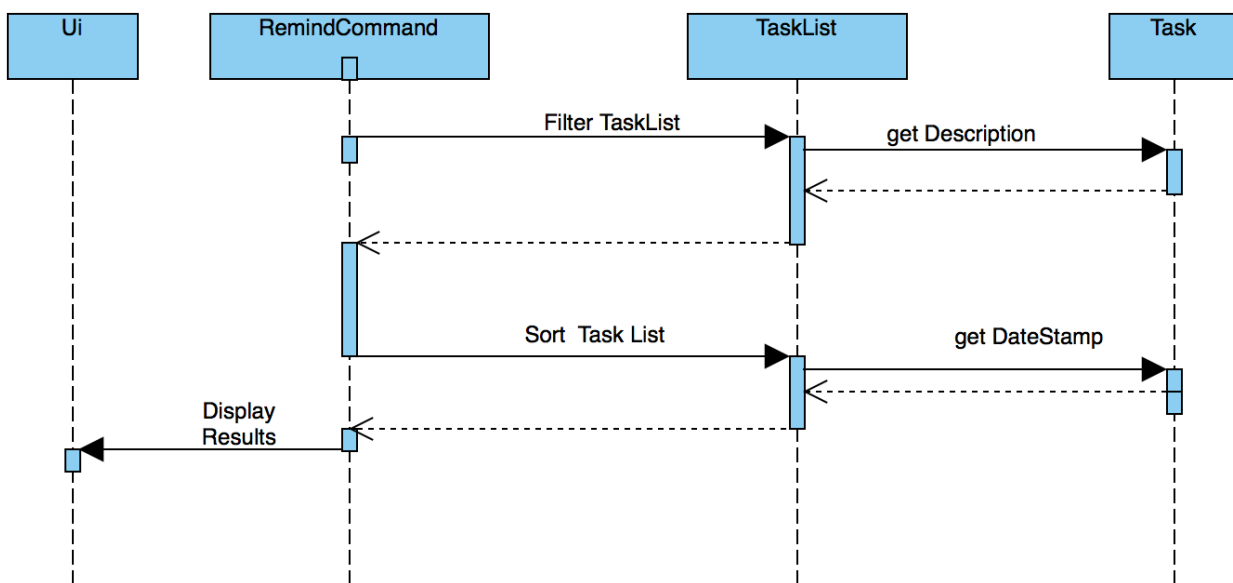 Ui
RemindCommand
TaskList
Task
Filter TaskList
get Description
Sort  Task List
get DateStamp
Display
Results